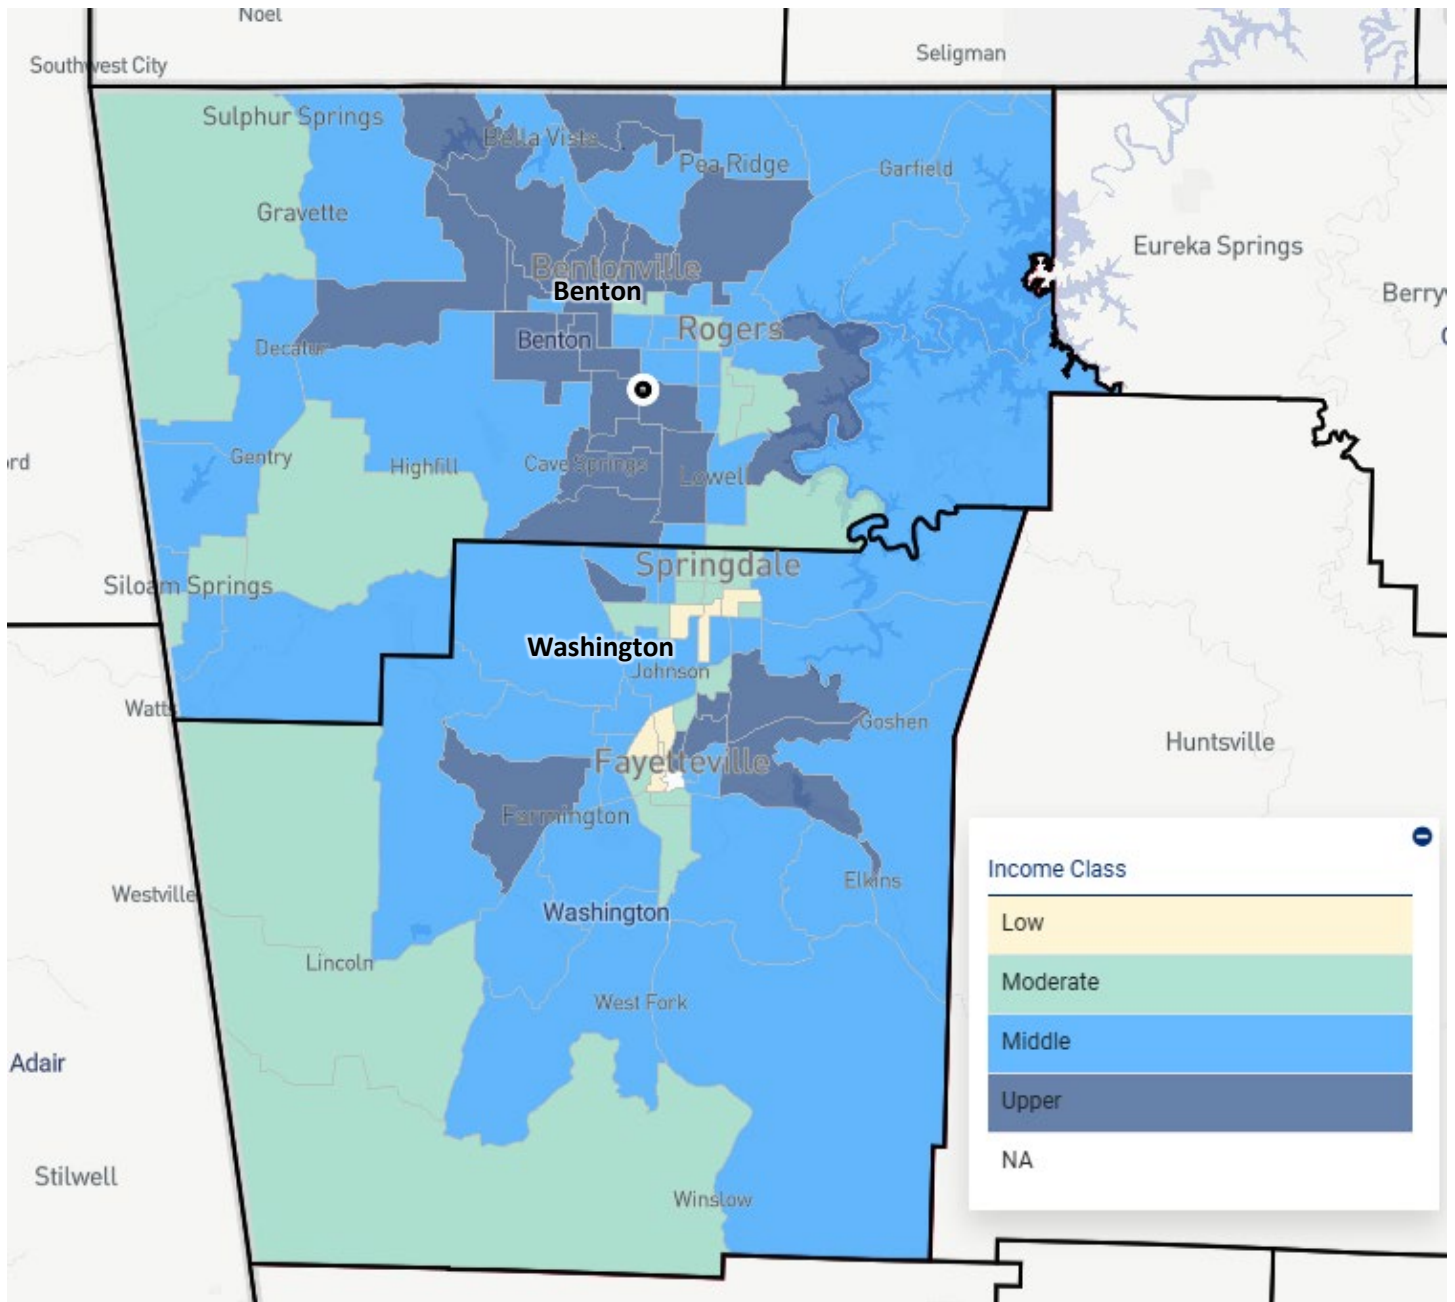 Noel
Southwest City
Seligman
Sulphur Springs
Bella Vista
Pea Ridge
Garfield
Gravette
Eureka Springs
Bentonville
Benton
Rogers
Benton
Decatur
Gentry
Highfill
Cave Springs
Lowell
Siloam Springs
Springdale
Washington
Johnson
Watts
Goshen
Huntsville
Fayetteville
Farmington
Elkins
Westville
Washington
Lincoln
West Fork
Adair
Stilwell
Winslow
Income Class
Low
Moderate
Middle
Upper
NA